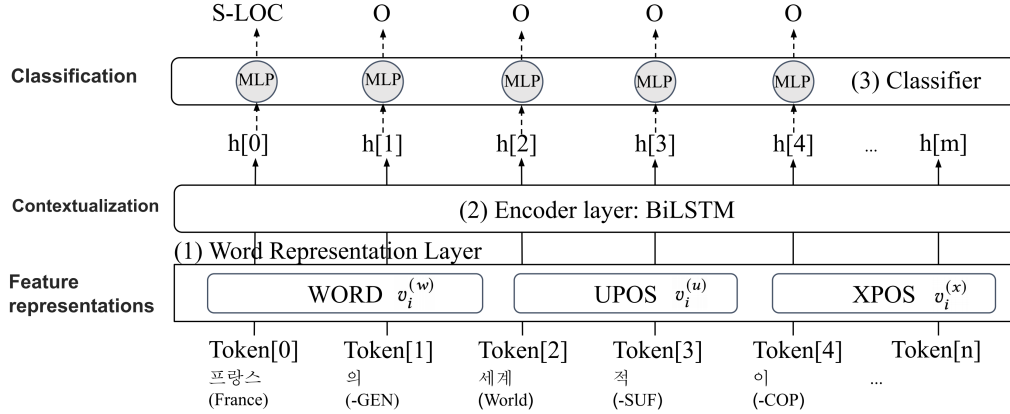 S-LOC O O O O
Classification MLP MLP MLP MLP MLP (3) Classifier
h[0] h[1] h[2] h[3] h[4] ... h[m]
Contextualization (2) Encoder layer: BiLSTM
(1) Word Representation Layer
Feature representations WORD v_i^(w) UPOS v_i^(u) XPOS v_i^(x)
Token[0] Token[1] Token[2] Token[3] Token[4] Token[n]
프랑스 의 세계 적 이 ...
(France) (-GEN) (World) (-SUF) (-COP)